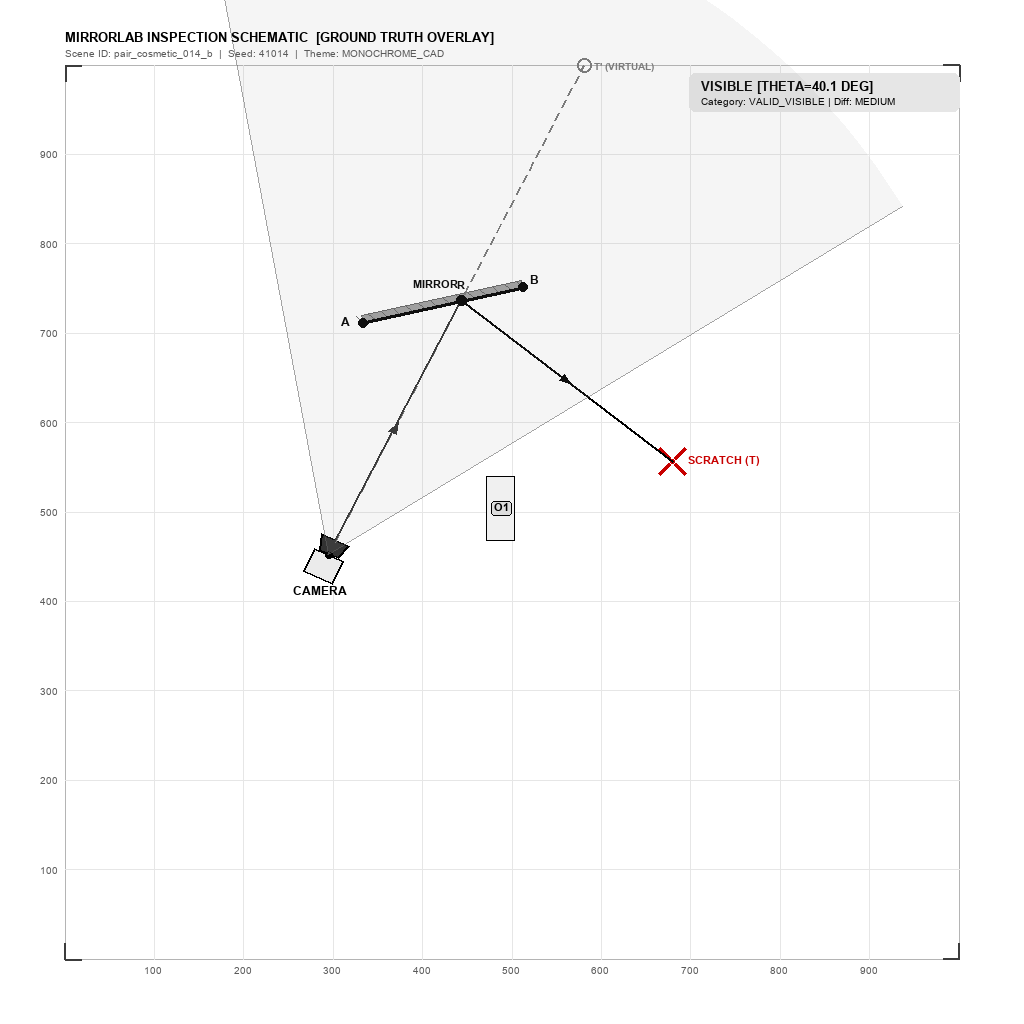 MIRRORLAB INSPECTION SCHEMATIC  [GROUND TRUTH OVERLAY]
Scene ID: pair_cosmetic_014_b  |  Seed: 41014  |  Theme: MONOCHROME_CAD
T' (VIRTUAL)
VISIBLE [THETA=40.1 DEG]
Category: VALID_VISIBLE | Diff: MEDIUM
900
800
MIRROR
R
B
A
700
600
SCRATCH (T)
500
O1
CAMERA
400
300
200
100
100 200 300 400 500 600 700 800 900